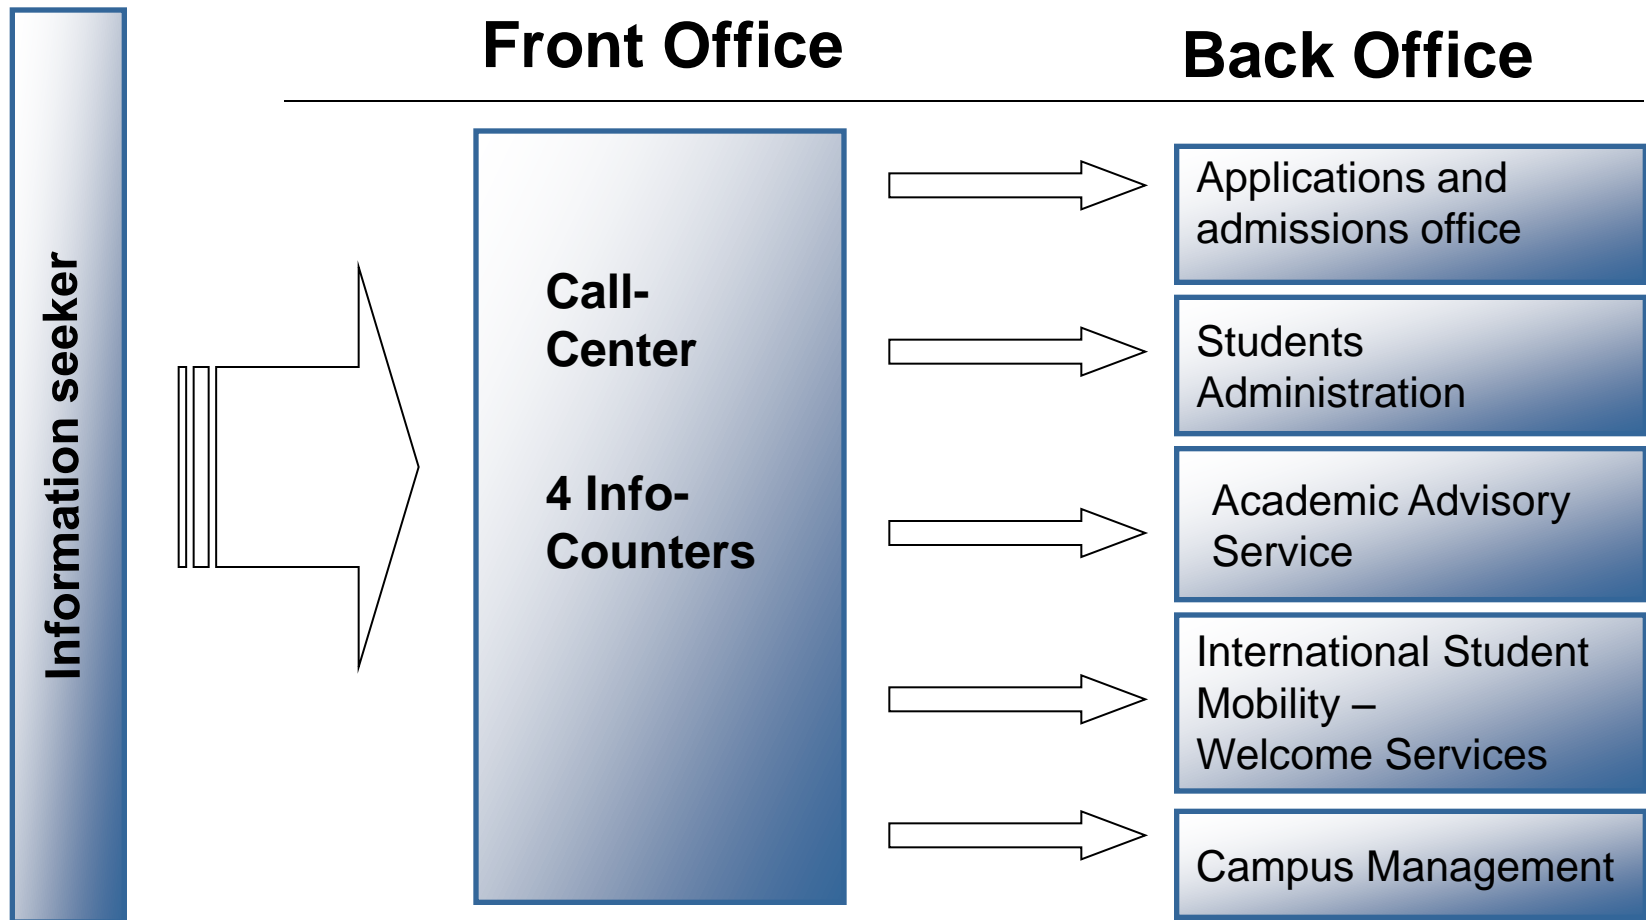 Front Office
Back Office
Information seeker
Call-
Center
4 Info-
Counters
Applications and
admissions office
Students
Administration
Academic Advisory
Service
International Student
Mobility –
Welcome Services
Campus Management